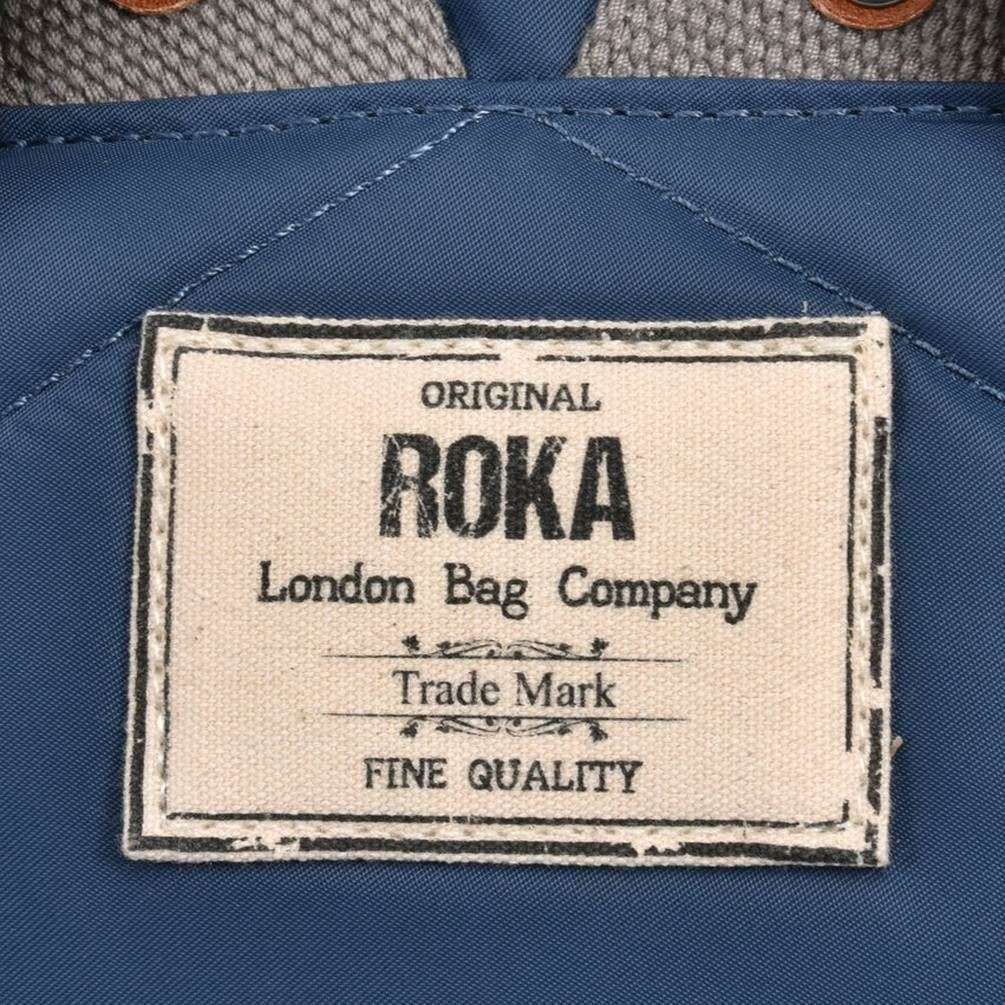 ORIGINAL
ROKA
London Bag Company
Trade Mark
FINE QUALITY